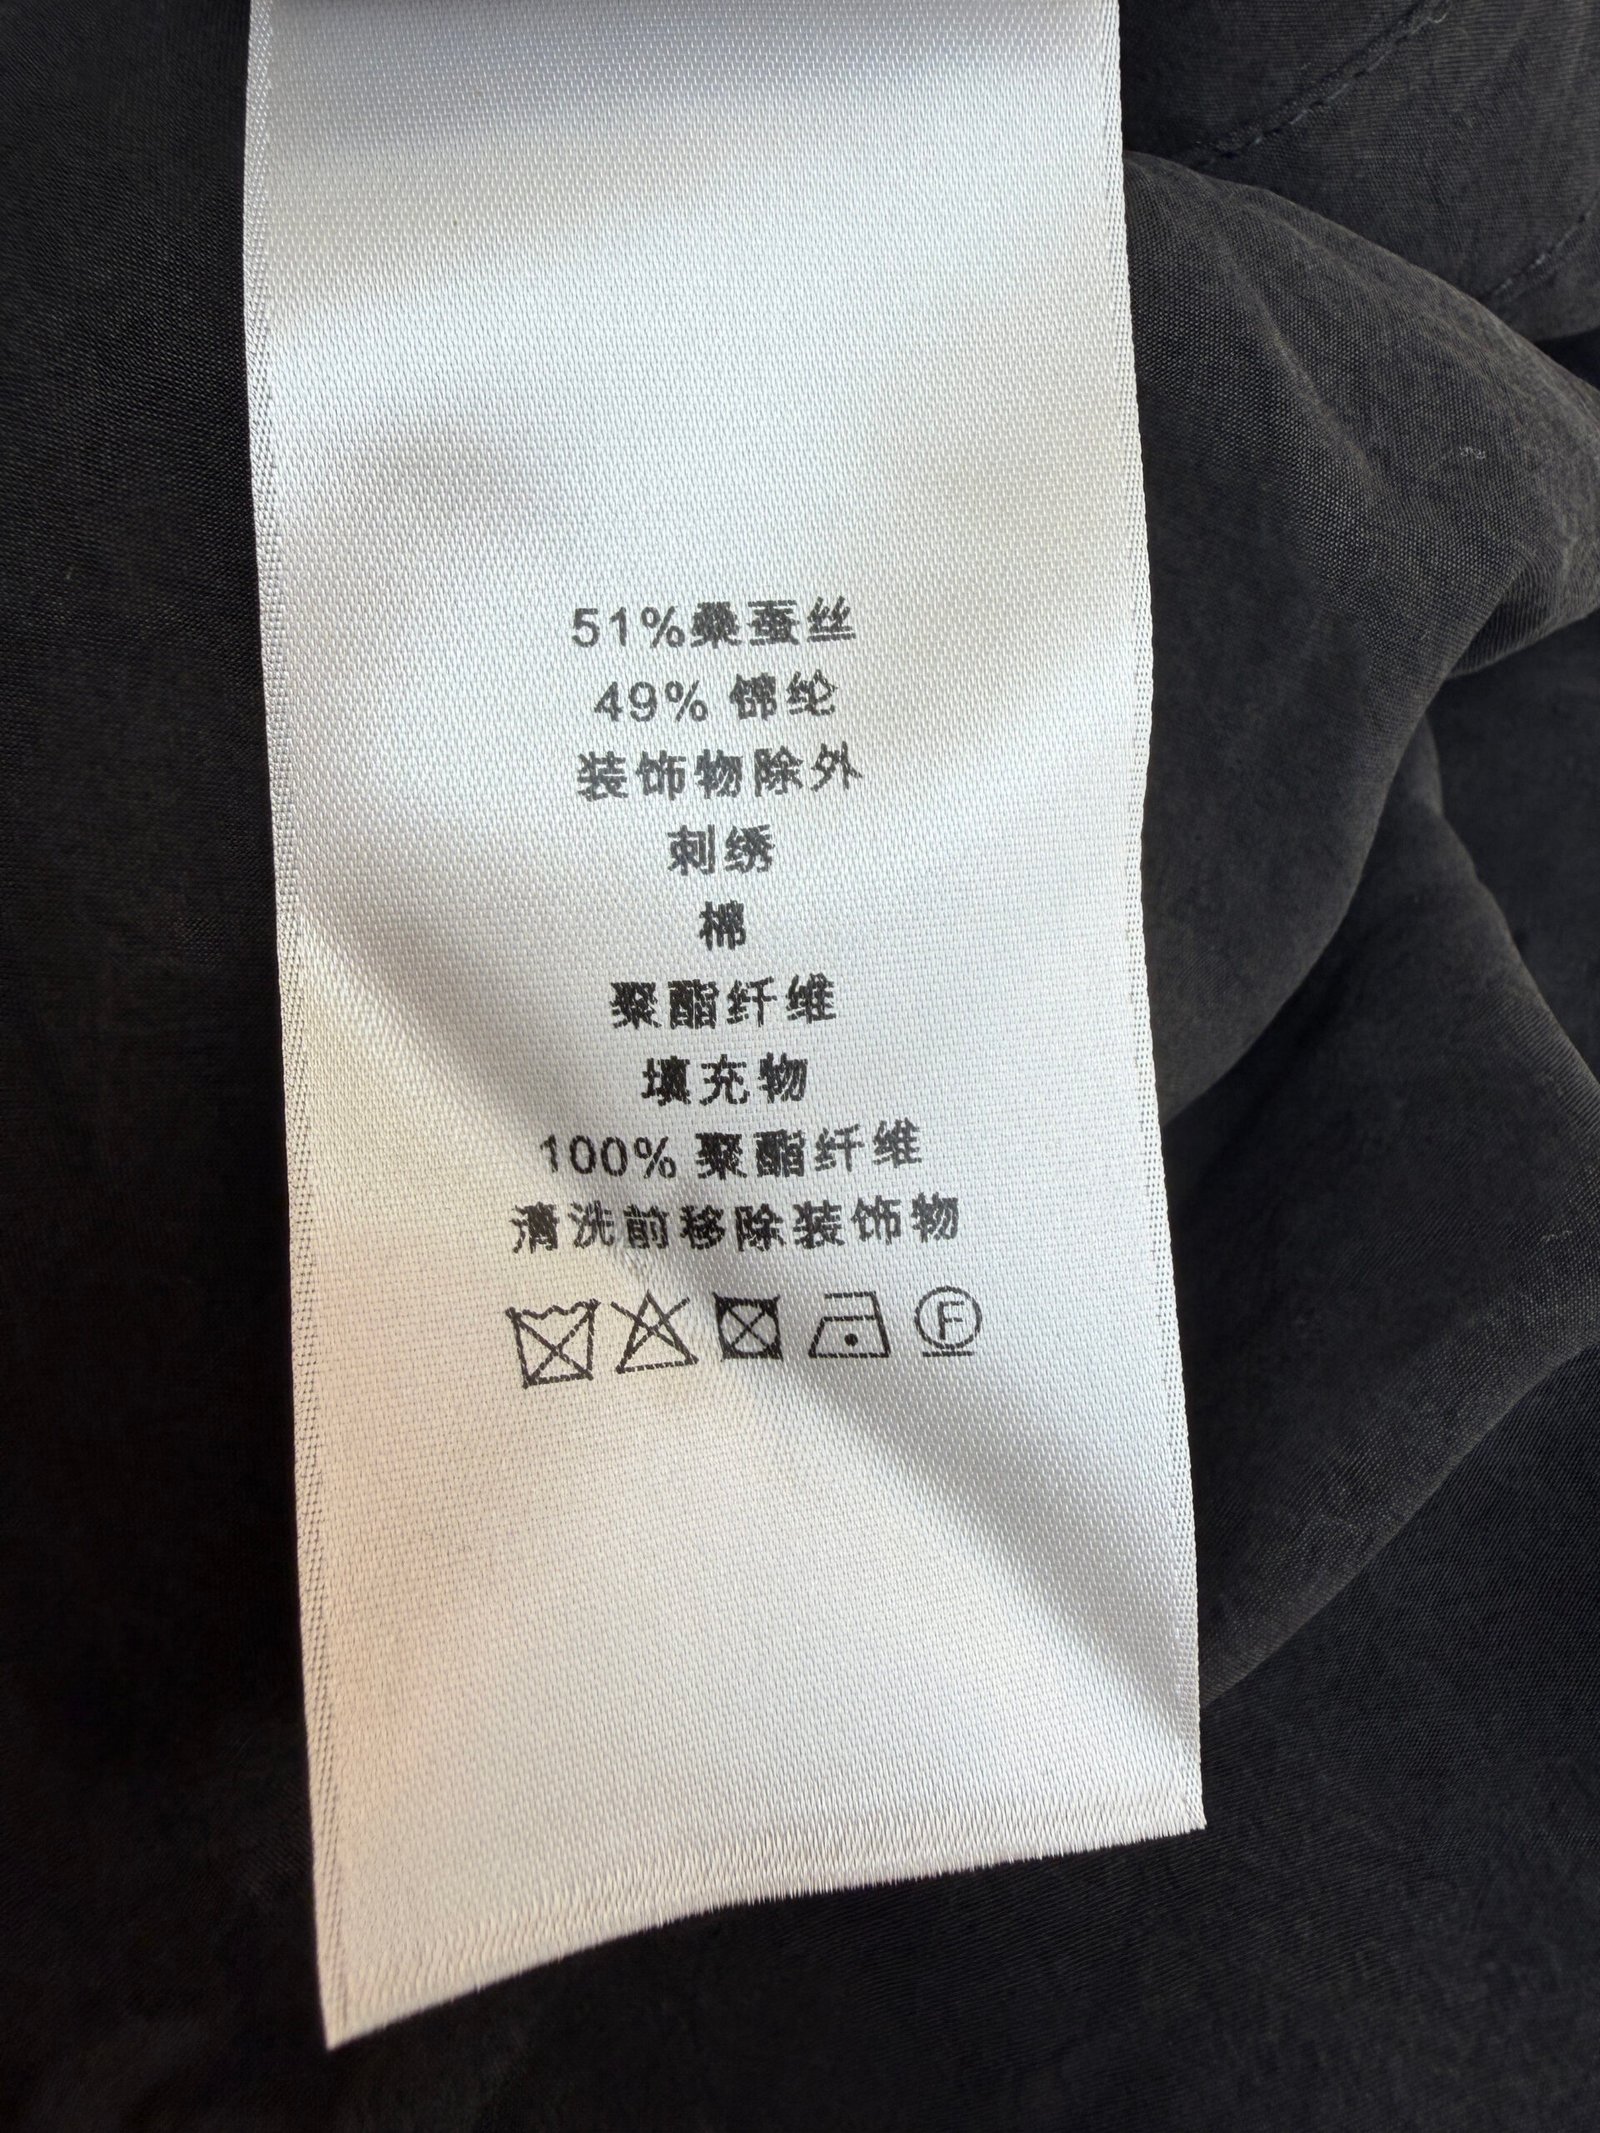 51%桑蚕丝
49% 锦纶
装饰物除外
刺绣
棉
聚酯纤维
填充物
100% 聚酯纤维
清洗前移除装饰物
F